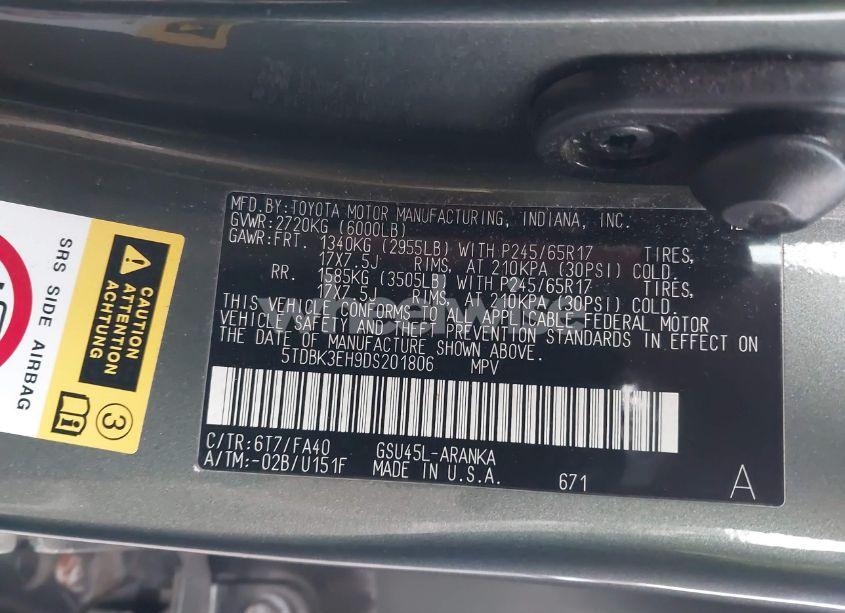 MFD.BY:TOYOTA MOTOR MANUFACTURING, INDIANA, INC.
GVWR:2720KG (6000LB)
GAWR:FRT. 1340KG (2955LB) WITH P245/65R17 TIRES,
17X7.5J RIMS, AT 210KPA (30PSI) COLD.
RR. 1585KG (3505LB) WITH P245/65R17 TIRES,
17X7.5J RIMS, AT 210KPA (30PSI) COLD.
THIS VEHICLE CONFORMS TO ALL APPLICABLE FEDERAL MOTOR
VEHICLE SAFETY AND THEFT PREVENTION STANDARDS IN EFFECT ON
THE DATE OF MANUFACTURE SHOWN ABOVE.
5TDBK3EH9DS201806 MPV
C/TR:6T7/FA40 GSU45L-ARANKA
A/TM:-02B/U151F MADE IN U.S.A. 671 A
SRS SIDE AIRBAG
CAUTION
ATTENTION
ACHTUNG
3
wheelwise